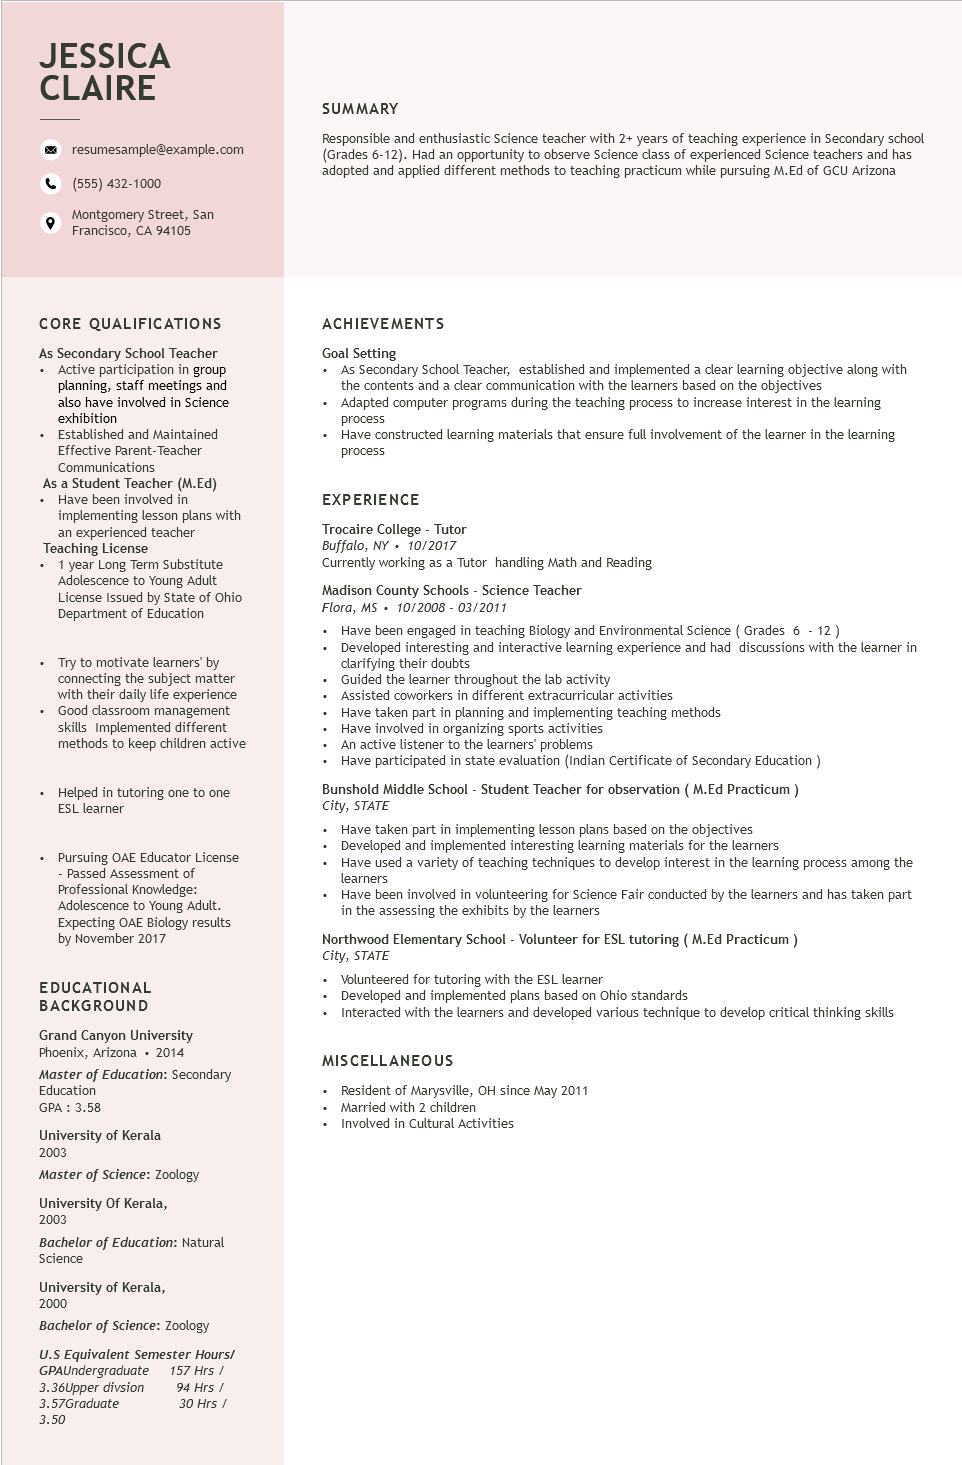 JESSICA
CLAIRE
resumesample@example.com
(555) 432-1000
Montgomery Street, San
Francisco, CA 94105
SUMMARY
Responsible and enthusiastic Science teacher with 2+ years of teaching experience in Secondary school
(Grades 6-12). Had an opportunity to observe Science class of experienced Science teachers and has
adopted and applied different methods to teaching practicum while pursuing M.Ed of GCU Arizona
CORE QUALIFICATIONS
As Secondary School Teacher
• Active participation in group
planning, staff meetings and
also have involved in Science
exhibition
• Established and Maintained
Effective Parent-Teacher
Communications
As a Student Teacher (M.Ed)
• Have been involved in
implementing lesson plans with
an experienced teacher
Teaching License
• 1 year Long Term Substitute
Adolescence to Young Adult
License Issued by State of Ohio
Department of Education
• Try to motivate learners' by
connecting the subject matter
with their daily life experience
• Good classroom management
skills  Implemented different
methods to keep children active
• Helped in tutoring one to one
ESL learner
• Pursuing OAE Educator License
- Passed Assessment of
Professional Knowledge:
Adolescence to Young Adult.
Expecting OAE Biology results
by November 2017
EDUCATIONAL
BACKGROUND
Grand Canyon University
Phoenix, Arizona • 2014
Master of Education: Secondary
Education
GPA : 3.58
University of Kerala
2003
Master of Science: Zoology
University Of Kerala,
2003
Bachelor of Education: Natural
Science
University of Kerala,
2000
Bachelor of Science: Zoology
U.S Equivalent Semester Hours/
GPAUndergraduate 157 Hrs /
3.36Upper divsion 94 Hrs /
3.57Graduate 30 Hrs /
3.50
ACHIEVEMENTS
Goal Setting
• As Secondary School Teacher,  established and implemented a clear learning objective along with
the contents and a clear communication with the learners based on the objectives
• Adapted computer programs during the teaching process to increase interest in the learning
process
• Have constructed learning materials that ensure full involvement of the learner in the learning
process
EXPERIENCE
Trocaire College - Tutor
Buffalo, NY • 10/2017
Currently working as a Tutor  handling Math and Reading
Madison County Schools - Science Teacher
Flora, MS • 10/2008 - 03/2011
• Have been engaged in teaching Biology and Environmental Science ( Grades  6  - 12 )
• Developed interesting and interactive learning experience and had  discussions with the learner in
clarifying their doubts
• Guided the learner throughout the lab activity
• Assisted coworkers in different extracurricular activities
• Have taken part in planning and implementing teaching methods
• Have involved in organizing sports activities
• An active listener to the learners' problems
• Have participated in state evaluation (Indian Certificate of Secondary Education )
Bunshold Middle School - Student Teacher for observation ( M.Ed Practicum )
City, STATE
• Have taken part in implementing lesson plans based on the objectives
• Developed and implemented interesting learning materials for the learners
• Have used a variety of teaching techniques to develop interest in the learning process among the
learners
• Have been involved in volunteering for Science Fair conducted by the learners and has taken part
in the assessing the exhibits by the learners
Northwood Elementary School - Volunteer for ESL tutoring ( M.Ed Practicum )
City, STATE
• Volunteered for tutoring with the ESL learner
• Developed and implemented plans based on Ohio standards
• Interacted with the learners and developed various technique to develop critical thinking skills
MISCELLANEOUS
• Resident of Marysville, OH since May 2011
• Married with 2 children
• Involved in Cultural Activities